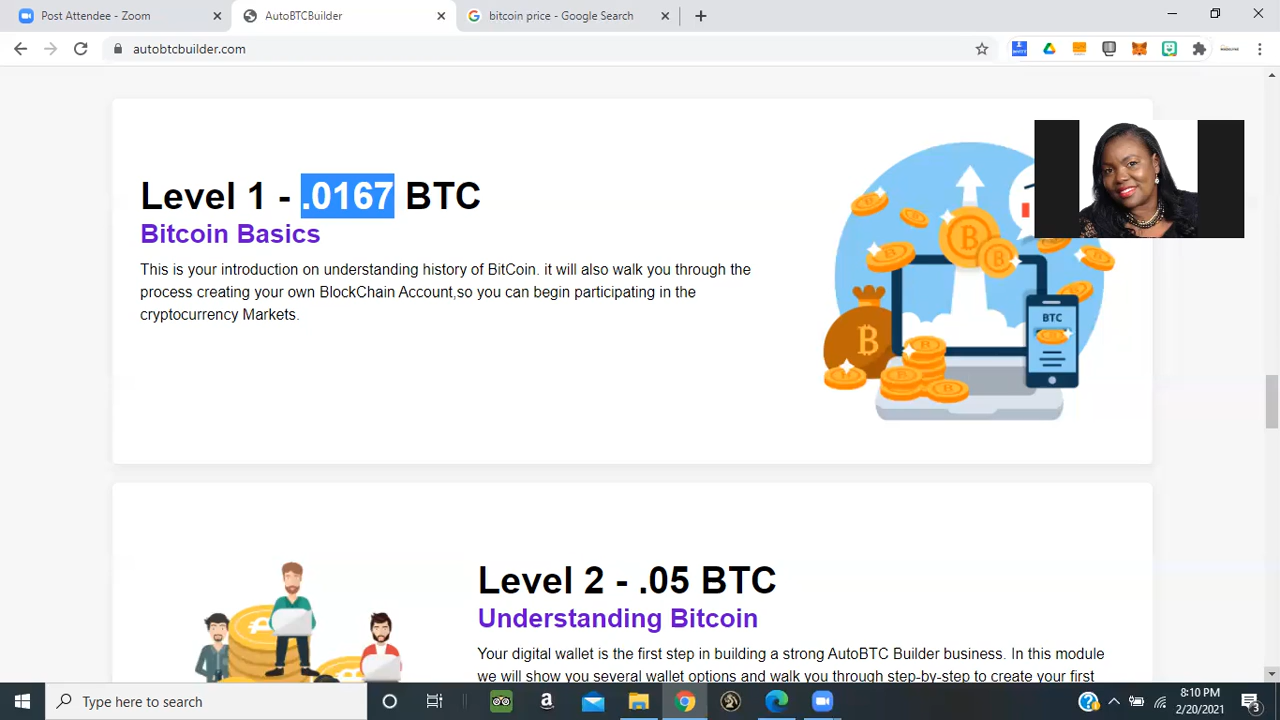 Post Attendee - Zoom
AutoBTCBuilder
bitcoin price - Google Search
autobtcbuilder.com
Level 1 - .0167 BTC
Bitcoin Basics
This is your introduction on understanding history of BitCoin. it will also walk you through the
process creating your own BlockChain Account,so you can begin participating in the
cryptocurrency Markets.
BTC
Level 2 - .05 BTC
Understanding Bitcoin
Your digital wallet is the first step in building a strong AutoBTC Builder business. In this module
we will show you several wallet options and walk you through step-by-step to create your first
Type here to search
8:10 PM
2/20/2021
3